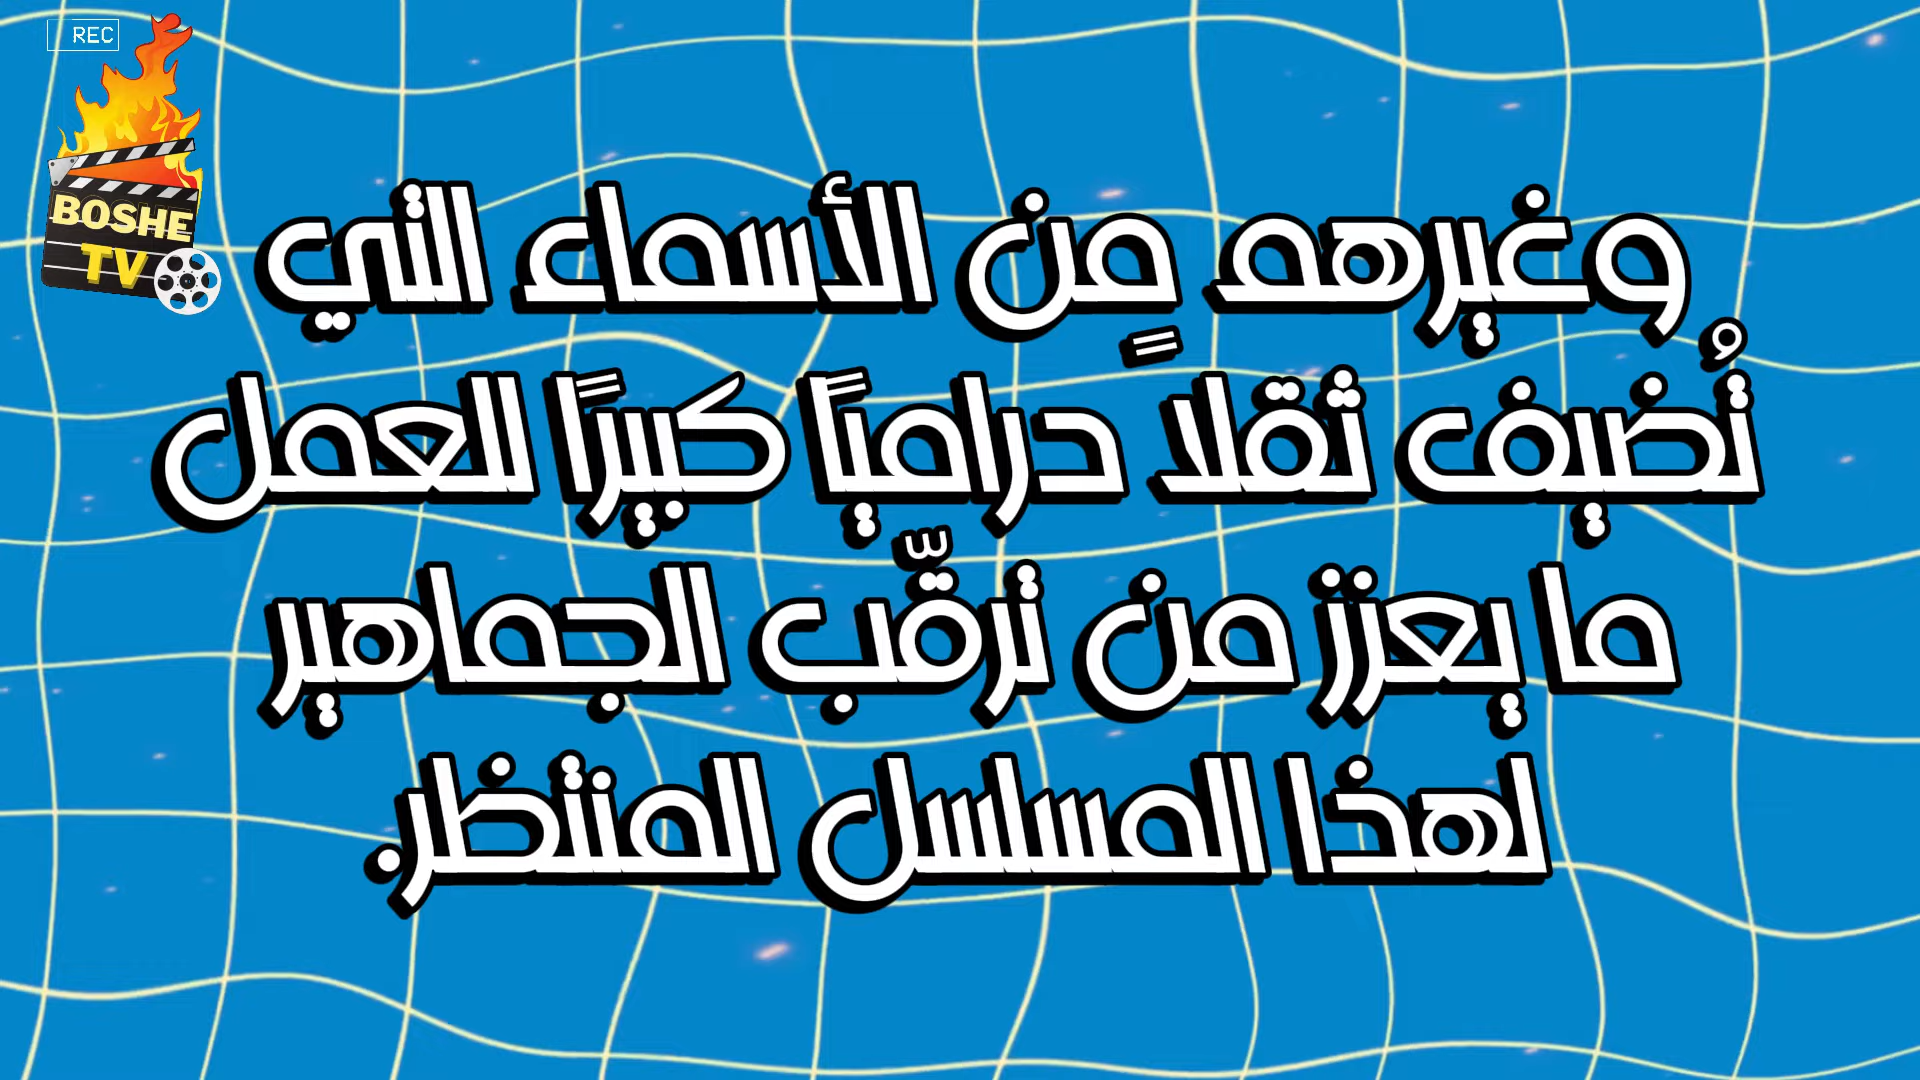 REC
BOSHE
TV
وغيرهم مٍن الأسماء التي
تُضيف ثقلا دراميًا كبيرًا للعمل
ما يعزز من ترقّب الجماهير
لهذا المسلسل المنتظر.